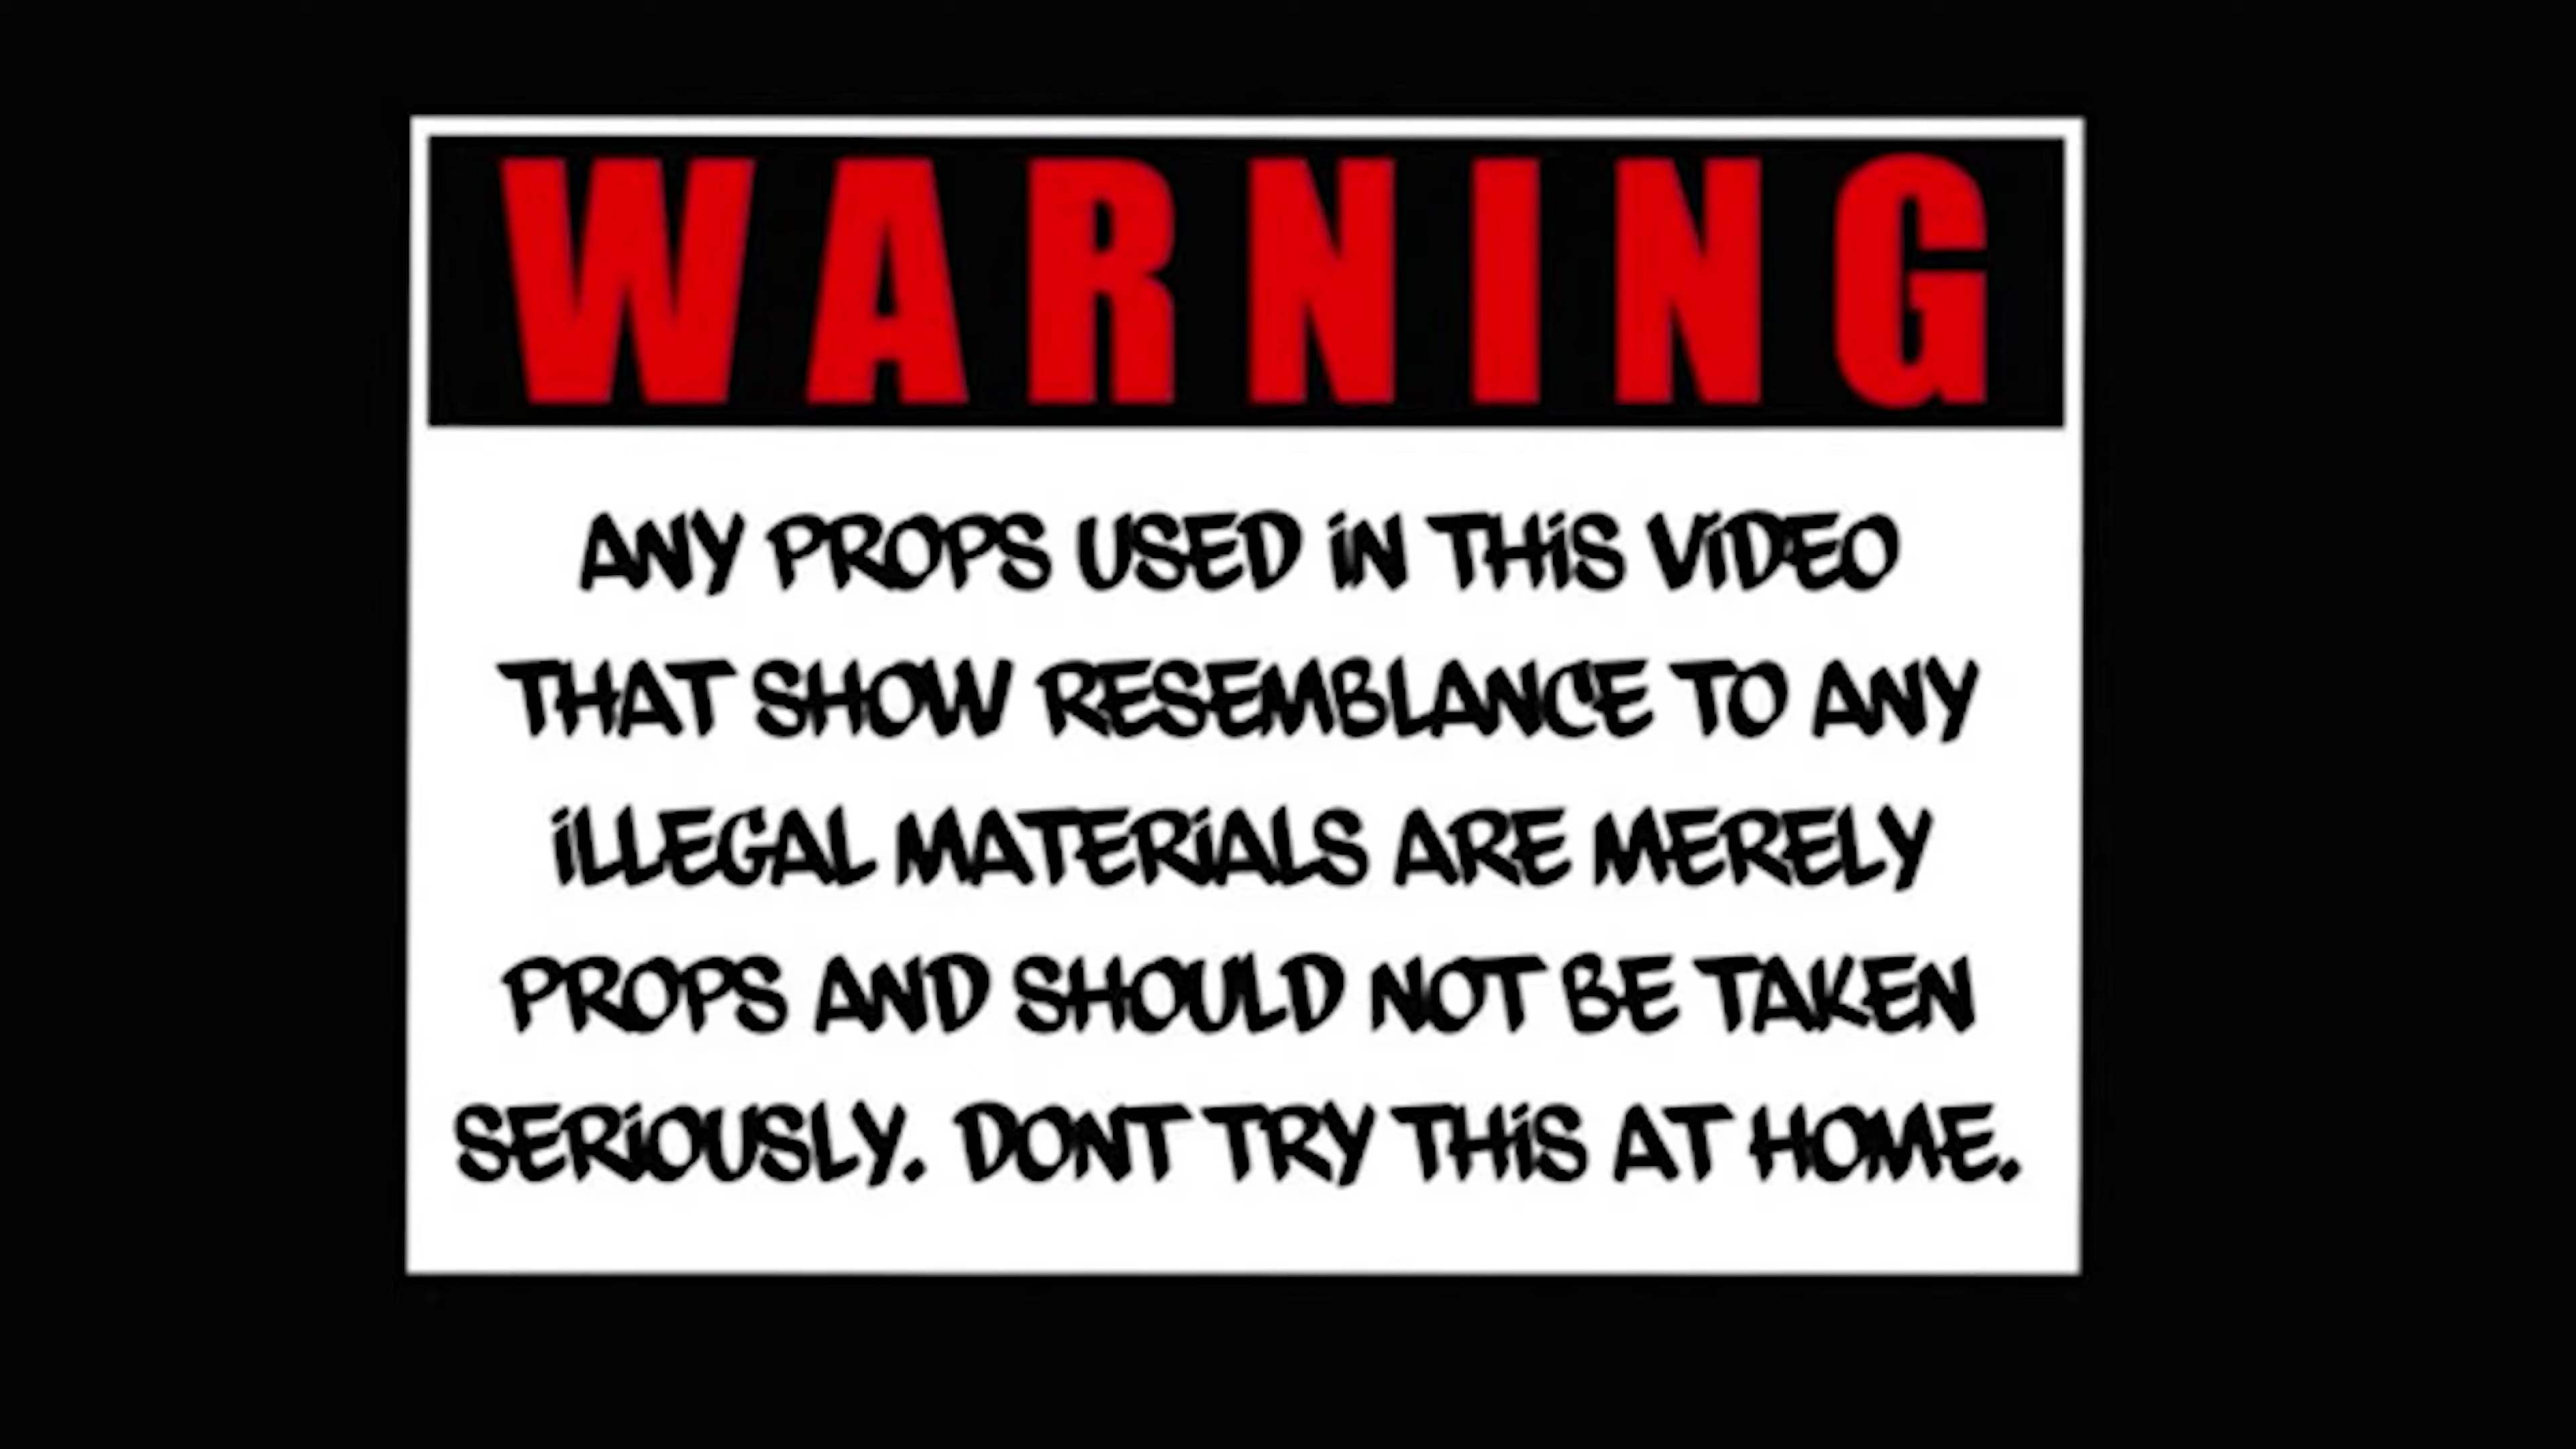 WARNING
ANY PROPS USED iN THiS ViDEO
THAT SHOW RESEMBLANCE TO ANY
iLLEGAL MATERiALS ARE MERELY
PROPS AND SHOULD NOT BE TAKEN
SERiOUSLY. DONT TRY THiS AT HOME.